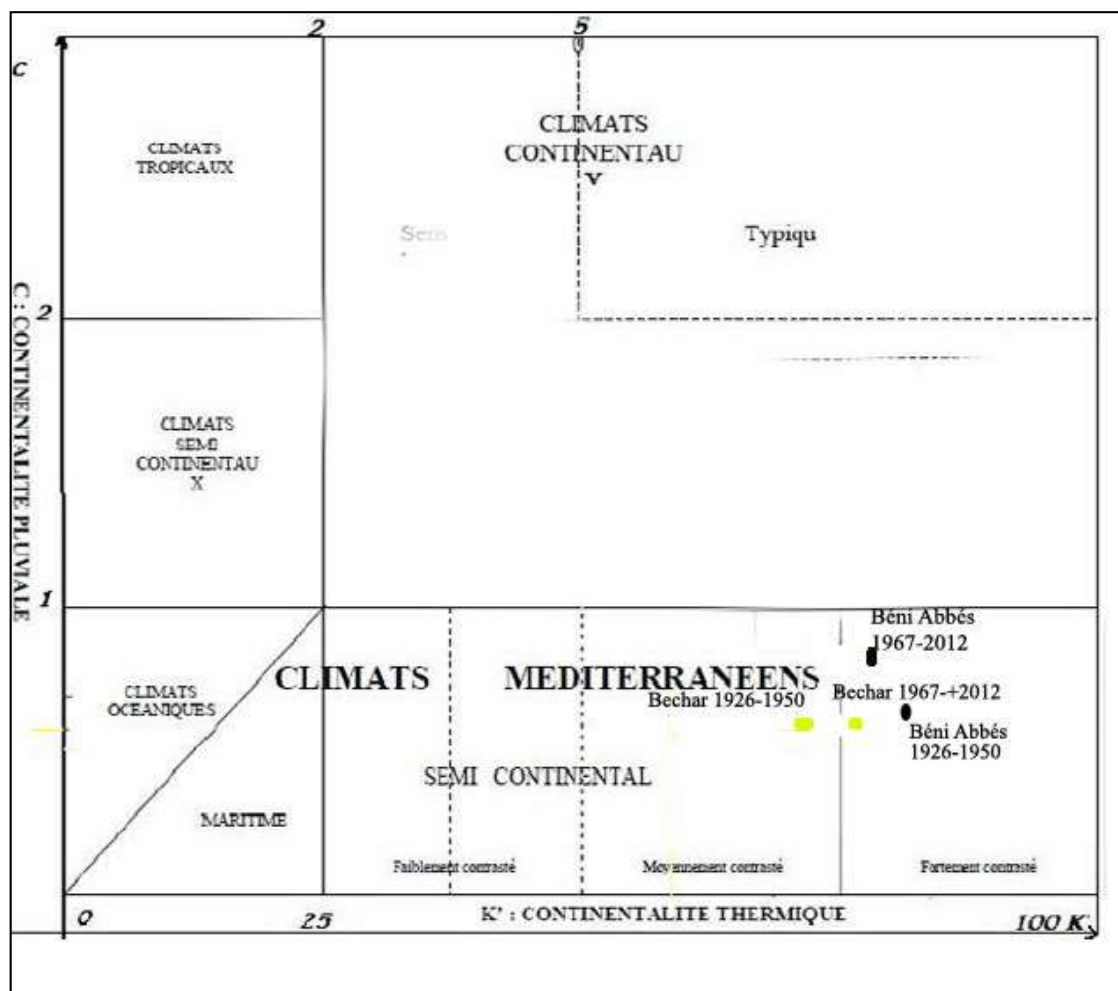 2
5
C
CLIMATS
TROPICAUX
CLIMATS
CONTINENTAU
Sem
Typiqu
C : CONTINENTALITE PLUVIALE
2
CLIMATS
SEMI
CONTINENTAU
X
1
Béni Abbés
1967-2012
CLIMATS MEDITERRANEENS
CLIMATS
OCEANIQUES
Bechar 1926-1950
Bechar 1967-+2012
Béni Abbés
1926-1950
SEMI CONTINENTAL
MARITIME
Faiblement contrasté
Moyennement contrasté
Fortement contrasté
0
25
K' : CONTINENTALITE THERMIQUE
100 K